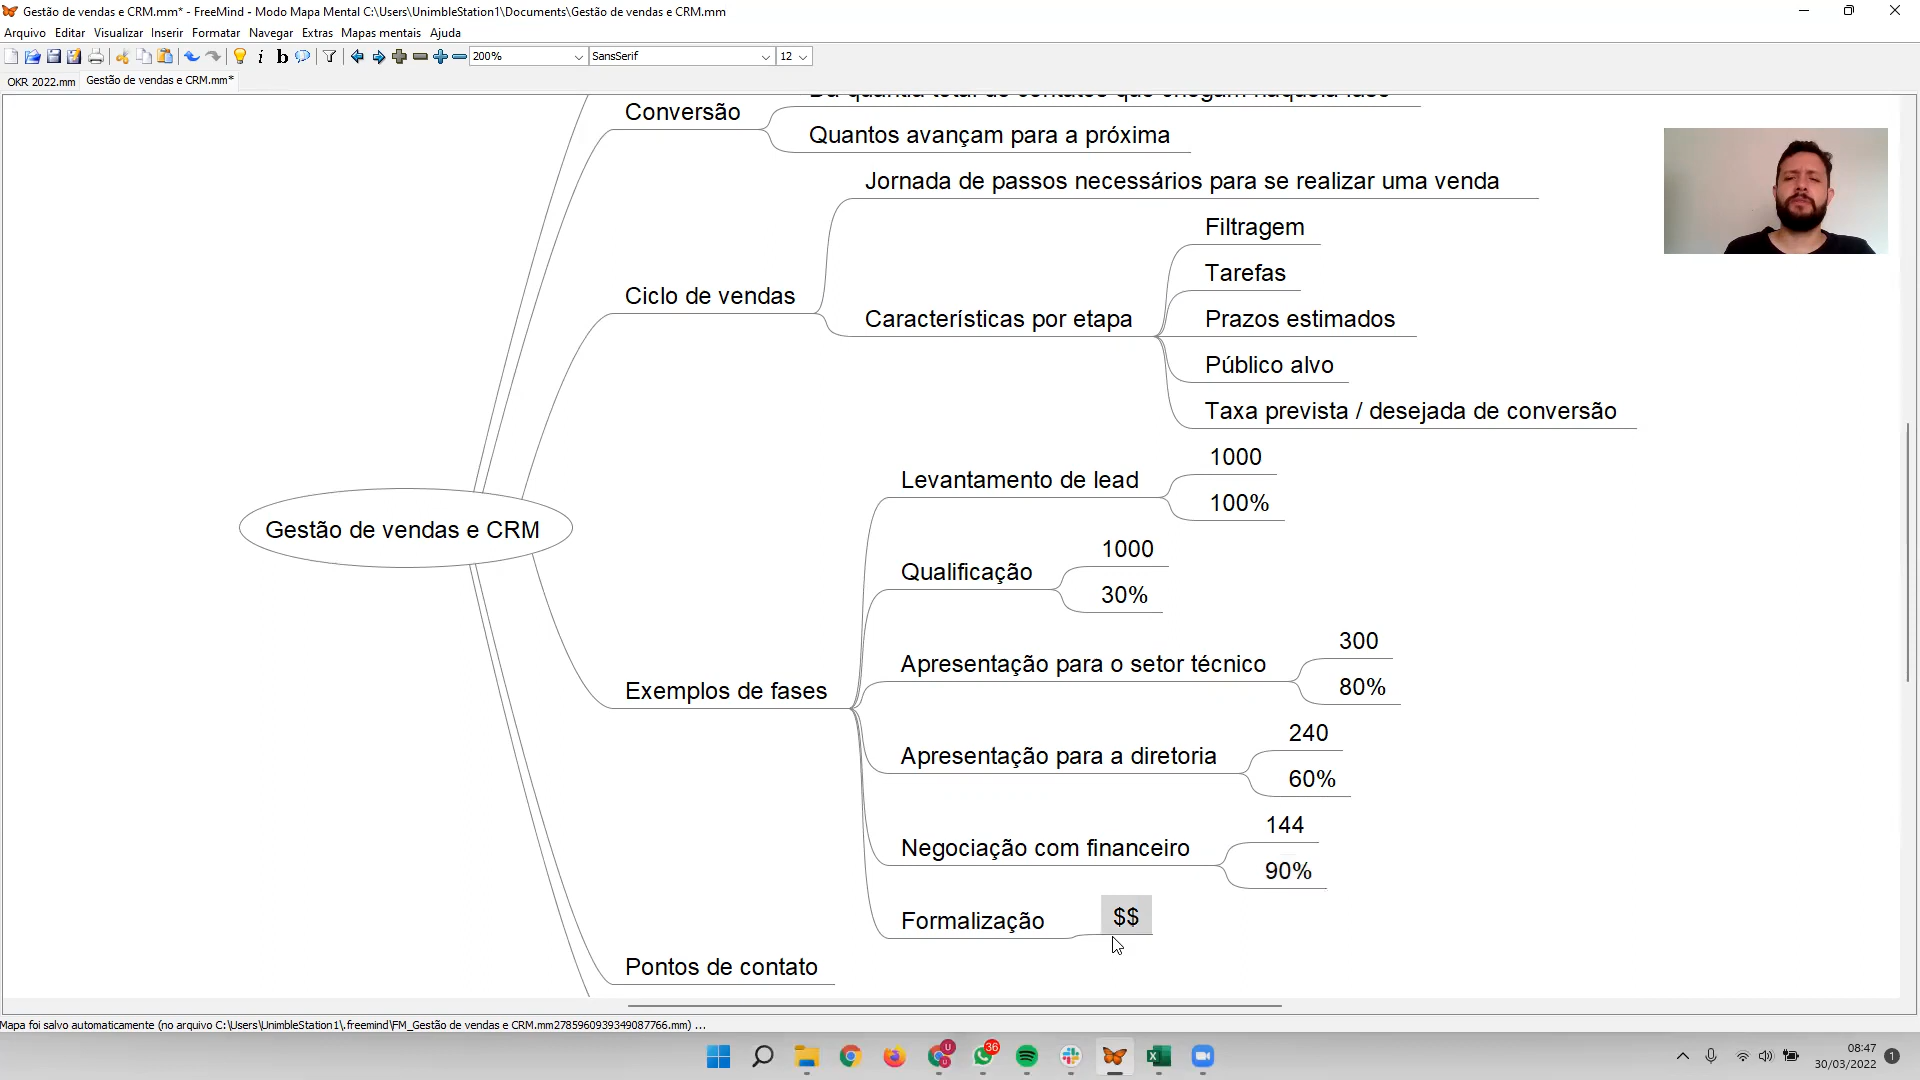 Gestão de vendas e CRM.mm* - FreeMind - Modo Mapa Mental C:\Users\UnimbleStation1\Documents\Gestão de vendas e CRM.mm
Arquivo Editar Visualizar Inserir Formatar Navegar Extras Mapas mentais Ajuda
i b 200% SansSerif 12
OKR 2022.mm Gestão de vendas e CRM.mm*
Conversão
Quantos avançam para a próxima
Jornada de passos necessários para se realizar uma venda
Filtragem
Tarefas
Ciclo de vendas
Características por etapa
Prazos estimados
Público alvo
Taxa prevista / desejada de conversão
Levantamento de lead
1000
100%
Gestão de vendas e CRM
Qualificação
1000
30%
Exemplos de fases
Apresentação para o setor técnico
300
80%
Apresentação para a diretoria
240
60%
Negociação com financeiro
144
90%
Formalização
$$
Pontos de contato
Mapa foi salvo automaticamente (no arquivo C:\Users\UnimbleStation1\.freemind\FM_Gestão de vendas e CRM.mm2785960939349087766.mm) ...
U
36
08:47
30/03/2022
1